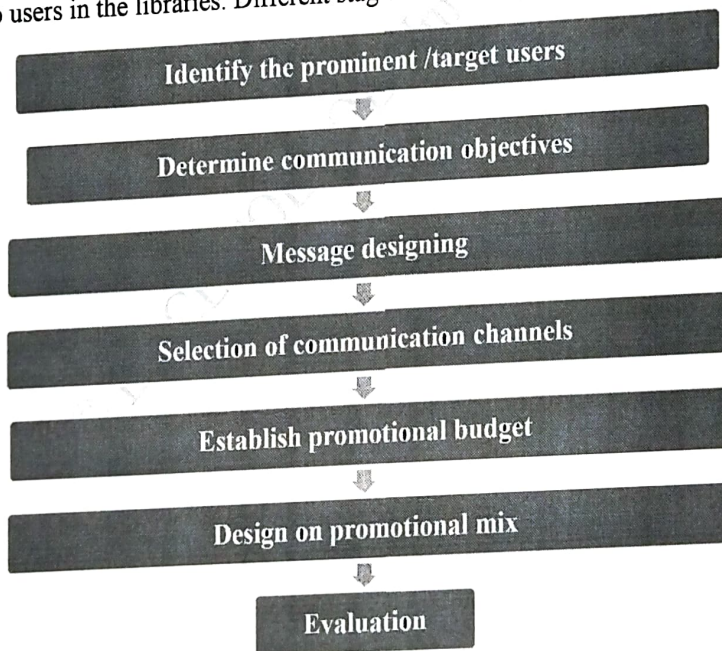 users in the libraries. Different stag
Identify the prominent /target users
Determine communication objectives
Message designing
Selection of communication channels
Establish promotional budget
Design on promotional mix
Evaluation